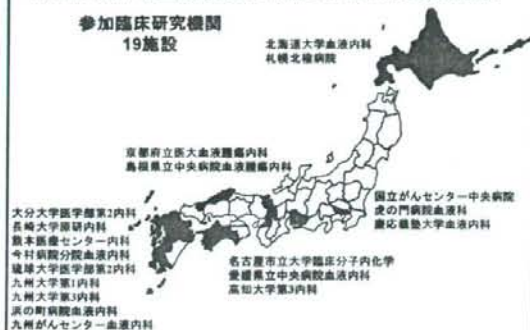 参加臨床研究機関
19施設
北海道大学血液内科
札幌北楡病院
京都府立医大血液腫瘍内科
島根県立中央病院血液腫瘍内科
国立がんセンター中央病院
虎の門病院血液科
慶応義塾大学血液内科
大分大学医学部第2内科
長崎大学原研内科
熊本医療センター内科
今村病院分院血液内科
琉球大学医学部第2内科
九州大学第1内科
九州大学第3内科
浜の町病院血液内科
九州がんセンター血液内科
名古屋市立大学臨床分子内化学
愛媛県立中央病院血液内科
高知大学第3内科